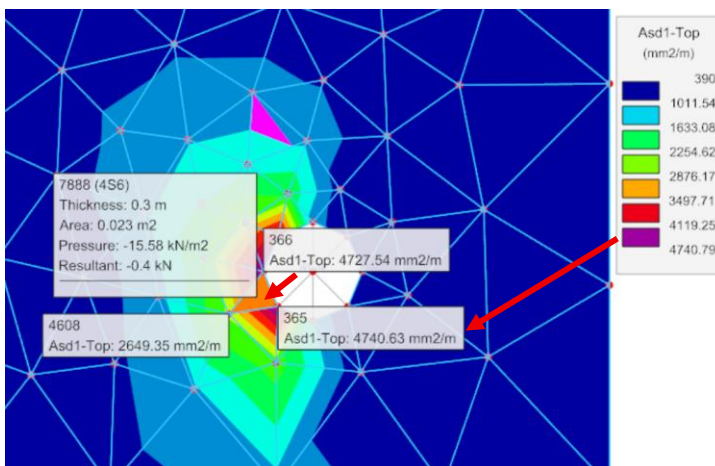 Asd1-Top
(mm2/m)
390
1011.54
1633.08
2254.62
2876.17
3497.71
4119.25
4740.79
7888 (4S6)
Thickness: 0.3 m
Area: 0.023 m2
Pressure: -15.58 kN/m2
Resultant: -0.4 kN
366
Asd1-Top: 4727.54 mm2/m
365
Asd1-Top: 4740.63 mm2/m
4608
Asd1-Top: 2649.35 mm2/m